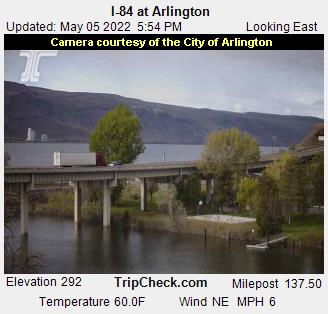 I-84 at Arlington
Updated: May 05 2022 5:54 PM Looking East
Camera courtesy of the City of Arlington
Elevation 292 TripCheck.com Milepost 137.50
Temperature 60.0F Wind NE MPH 6